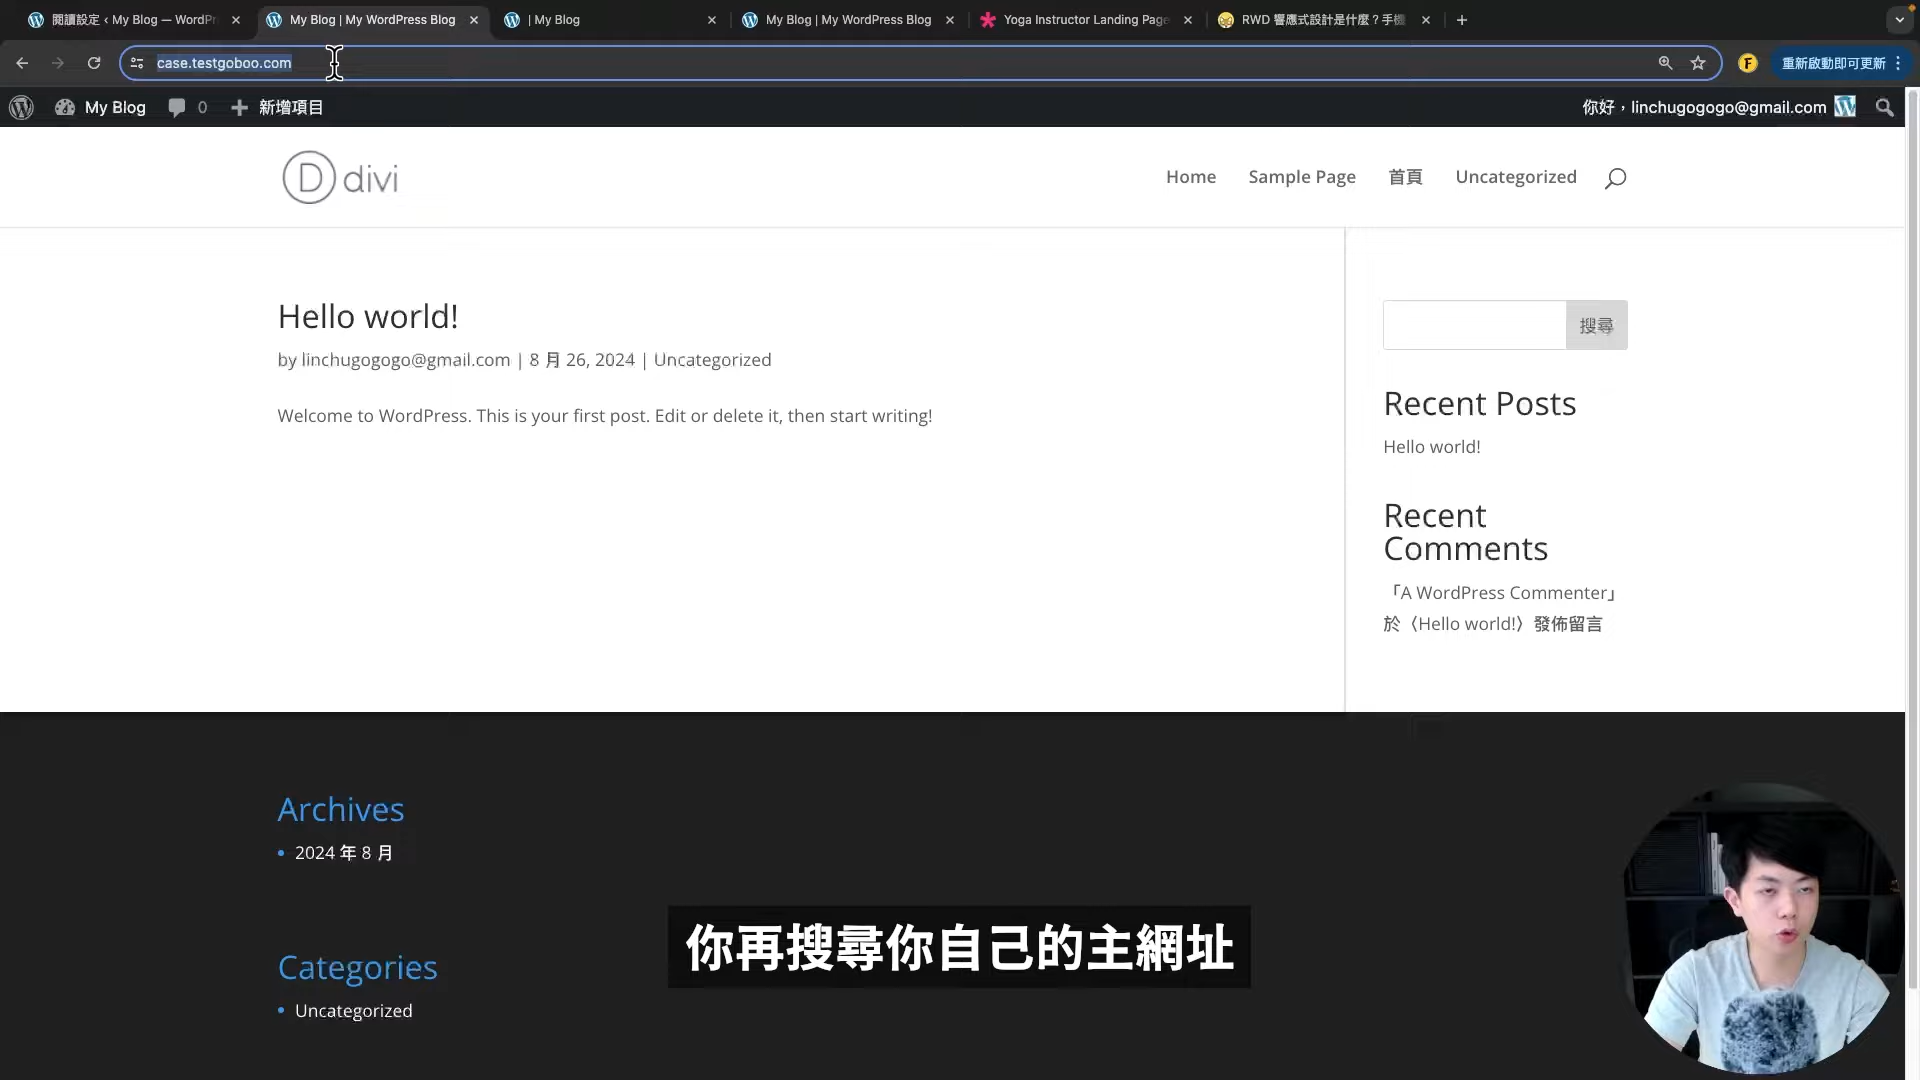 閱讀設定 ‹ My Blog — WordPr
My Blog | My WordPress Blog
| My Blog
My Blog | My WordPress Blog
Yoga Instructor Landing Page
RWD 響應式設計是什麼？手機
case.testgoboo.com
F
重新啟動即可更新
My Blog
0
新增項目
你好，linchugogogo@gmail.com
D divi
Home
Sample Page
首頁
Uncategorized
Hello world!
by linchugogogo@gmail.com | 8 月 26, 2024 | Uncategorized
Welcome to WordPress. This is your first post. Edit or delete it, then start writing!
搜尋
Recent Posts
Hello world!
Recent
Comments
「A WordPress Commenter」
於〈Hello world!〉發佈留言
Archives
2024 年 8 月
Categories
Uncategorized
你再搜尋你自己的主網址